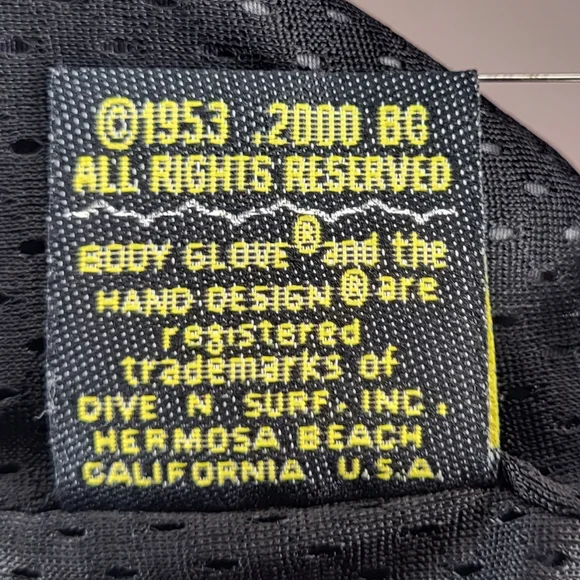 ©1953 ,2000 BG
ALL RIGHTS RESERVED
BODY GLOVE® and the
HAND DESIGN® are
registered
trademarks of
DIVE N SURF, INC.
HERMOSA BEACH
CALIFORNIA U.S.A.